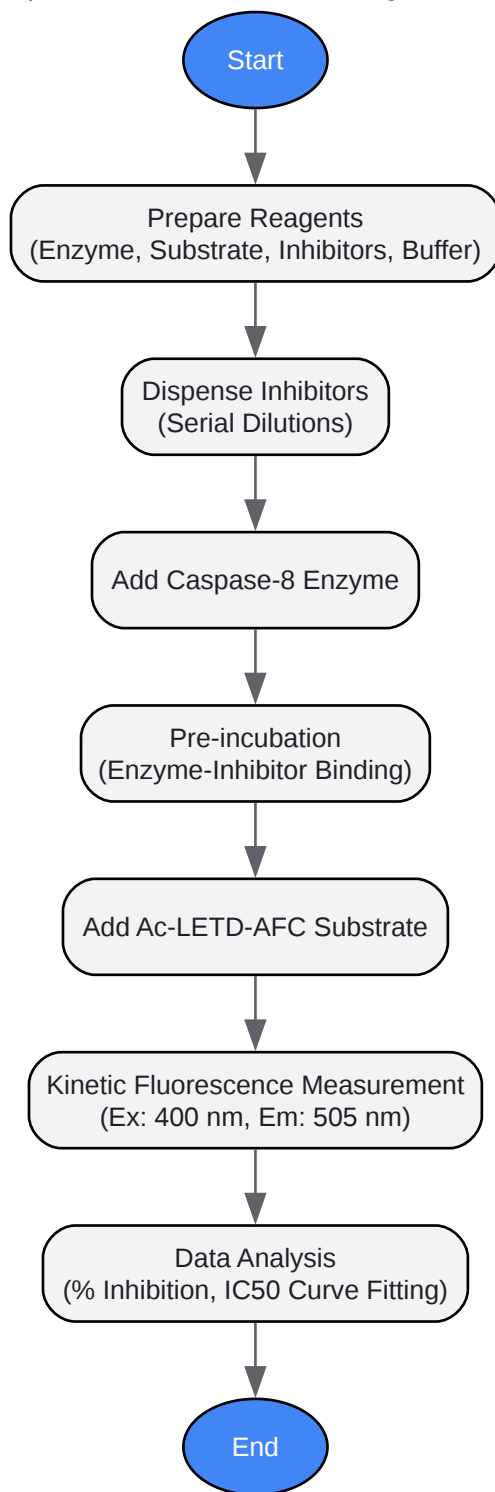 Start
Prepare Reagents
(Enzyme, Substrate, Inhibitors, Buffer)
Dispense Inhibitors
(Serial Dilutions)
Add Caspase-8 Enzyme
Pre-incubation
(Enzyme-Inhibitor Binding)
Add Ac-LETD-AFC Substrate
Kinetic Fluorescence Measurement
(Ex: 400 nm, Em: 505 nm)
Data Analysis
(% Inhibition, IC50 Curve Fitting)
End